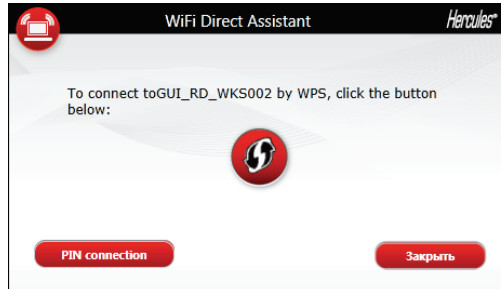 WiFi Direct Assistant
Hercules®
To connect toGUI_RD_WKS002 by WPS, click the button
below:
PIN connection
Закрыть